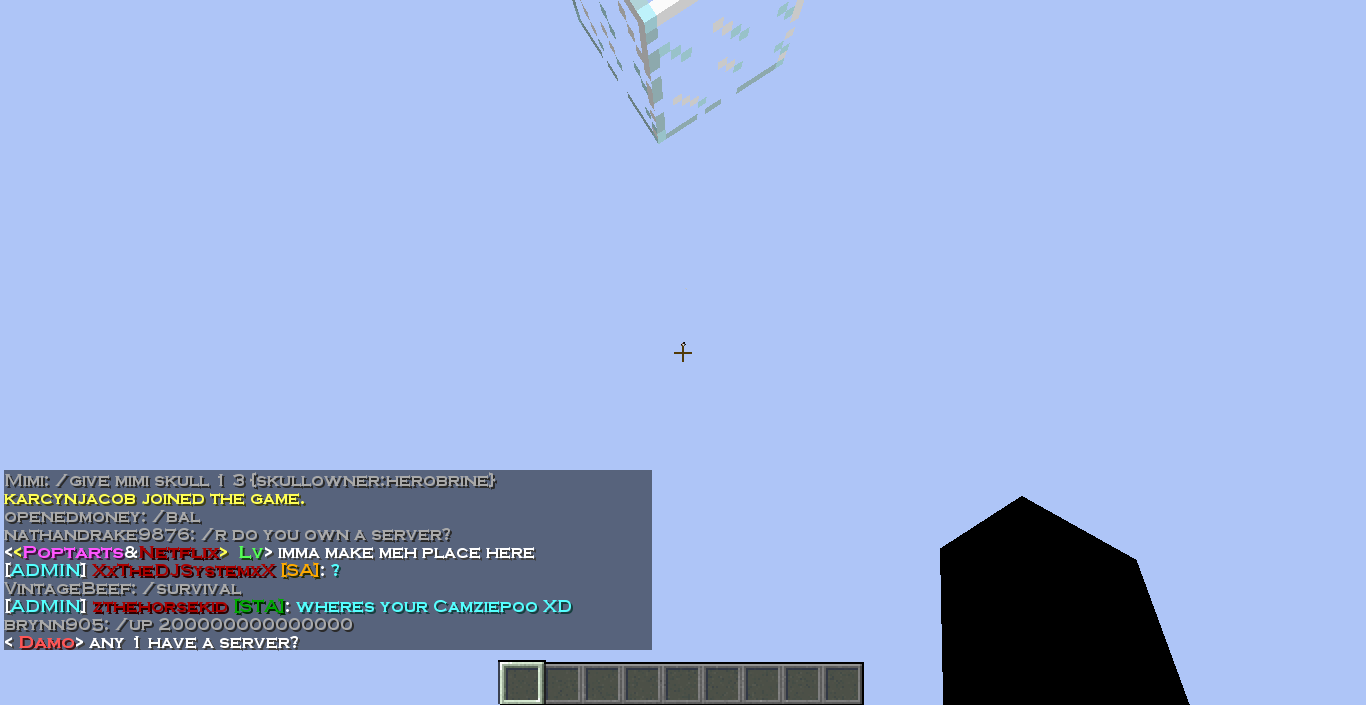 Mimi: /give mimi skull 1 3 {skullowner:herobrine}
karcynjacob joined the game.
openedmoney: /bal
nathandrake9876: /r do you own a server?
<<Poptarts&Netflix> Lv> imma make meh place here
[ADMIN] XxTheDJSystemxX [SA]: ?
VintageBeef: /survival
[ADMIN] zthehorsekid [STA]: wheres your Camziepoo XD
brynn905: /up 200000000000000
< Damo> any 1 have a server?